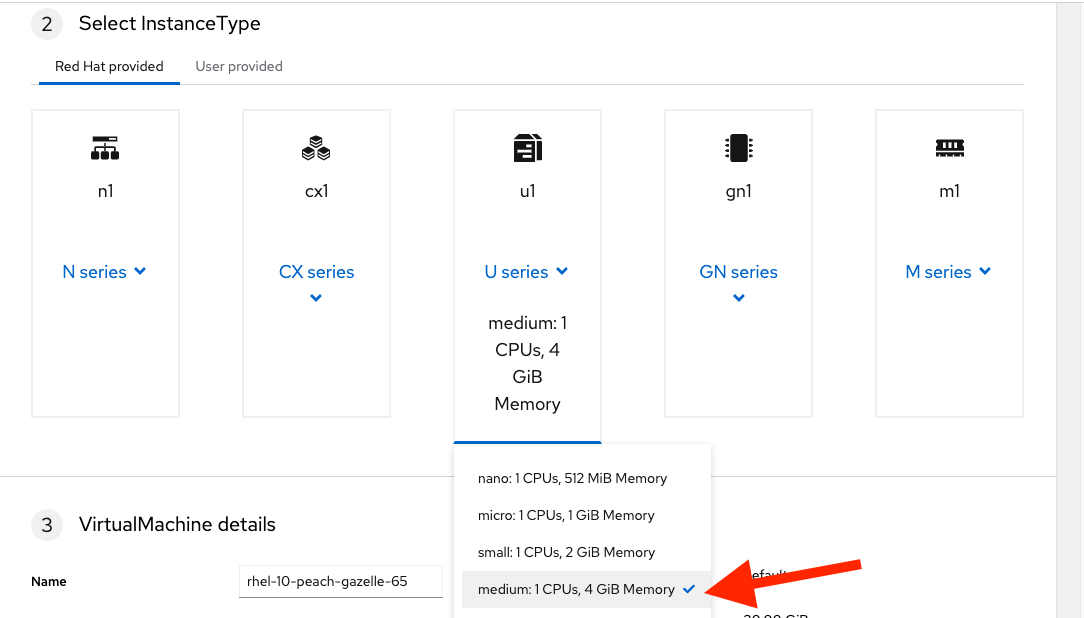 2 Select InstanceType
Red Hat provided User provided
n1 cx1 u1 gn1 m1
N series CX series U series GN series M series
medium: 1
CPUs, 4
GiB
Memory
nano: 1 CPUs, 512 MiB Memory
micro: 1 CPUs, 1 GiB Memory
small: 1 CPUs, 2 GiB Memory
medium: 1 CPUs, 4 GiB Memory
3 VirtualMachine details
Name rhel-10-peach-gazelle-65